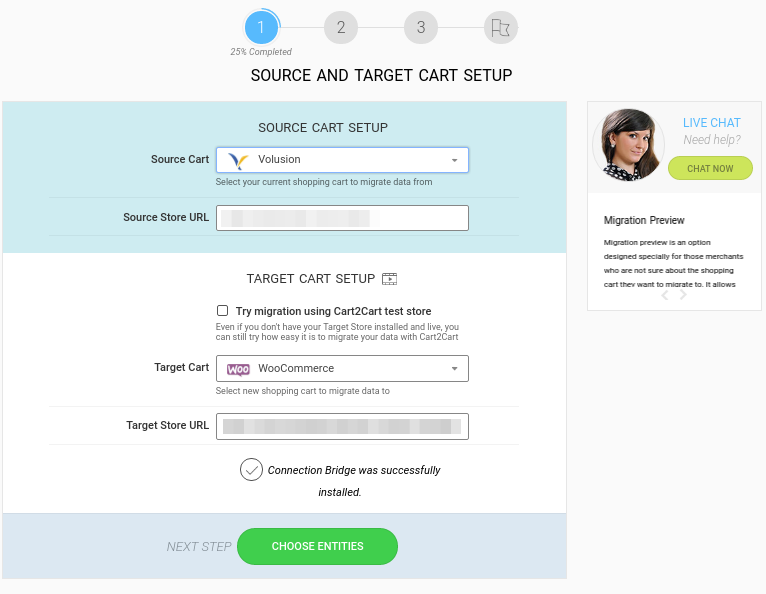 1
2
3
25% Completed
SOURCE AND TARGET CART SETUP
SOURCE CART SETUP
Source Cart
Volusion
Select your current shopping cart to migrate data from
Source Store URL
TARGET CART SETUP
Try migration using Cart2Cart test store
Even if you don't have your Target Store installed and live, you
can still try how easy it is to migrate your data with Cart2Cart
Target Cart
WOO WooCommerce
Select new shopping cart to migrate data to
Target Store URL
Connection Bridge was successfully
installed.
NEXT STEP
CHOOSE ENTITIES
LIVE CHAT
Need help?
CHAT NOW
Migration Preview
Migration preview is an option
designed specially for those merchants
who are not sure about the shopping
cart they want to migrate to. It allows